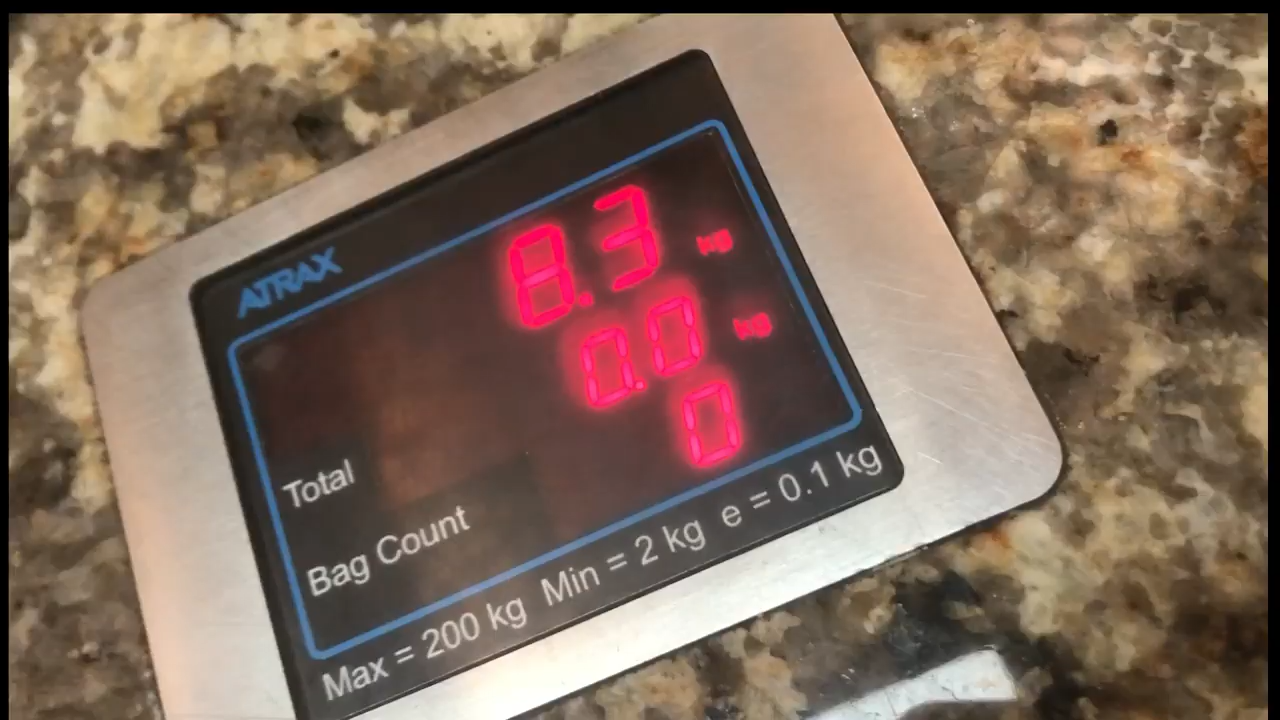 ATRAX
8.3 kg
Total 0.0 kg
Bag Count 0
Max = 200 kg Min = 2 kg e = 0.1 kg